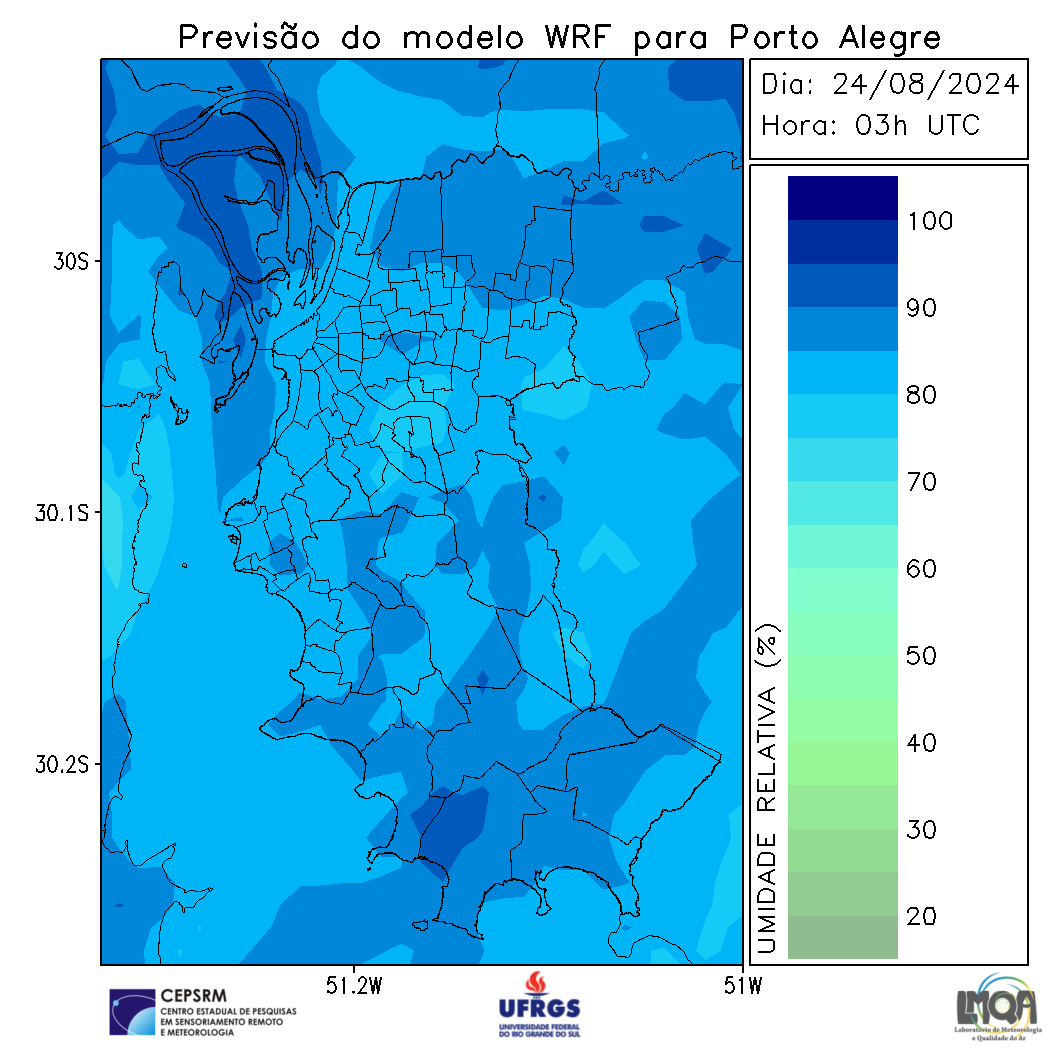 Previsão do modelo WRF para Porto Alegre
Dia: 24/08/2024
Hora: 03h UTC
30S
30.1S
30.2S
51.2W
51W
100
90
80
70
60
50
40
30
20
UMIDADE RELATIVA (%)
CEPSRM
CENTRO ESTADUAL DE PESQUISAS
EM SENSORIAMENTO REMOTO
E METEOROLOGIA
UFRGS
UNIVERSIDADE FEDERAL
DO RIO GRANDE DO SUL
LMQA
Laboratório de Meteorologia
e Qualidade do Ar